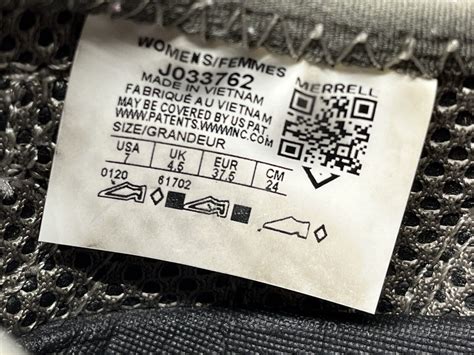 WOMENS/FEMMES
J033762
MERRELL
MADE IN VIETNAM
FABRIQUÉ AU VIETNAM
MAY BE COVERED BY US PAT.
WWW.PATENTS.WWWINC.COM
SIZE/GRANDEUR
USA UK EUR CM
7 4.5 37.5 24
0120 61702